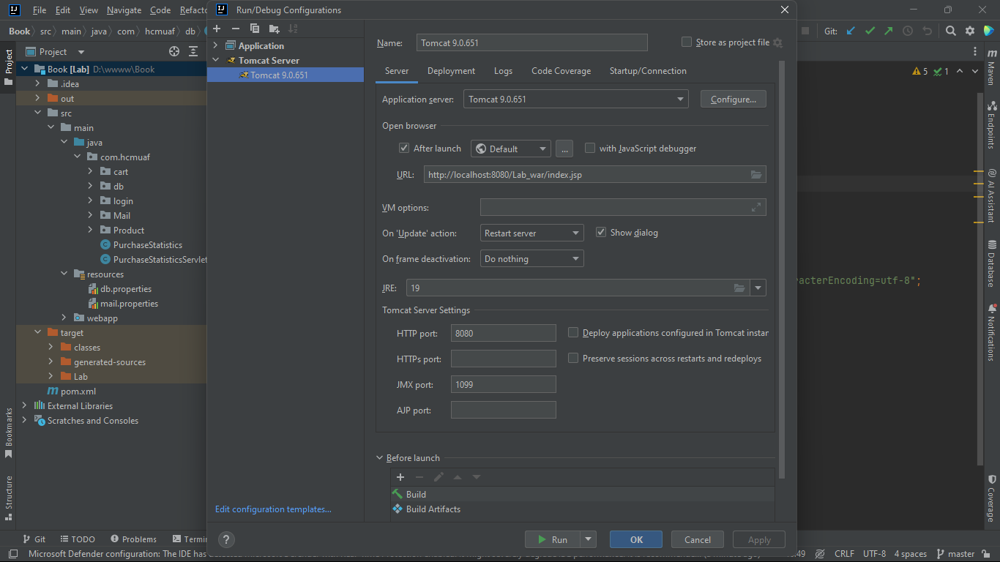 File Edit View Navigate Code Refacto
Run/Debug Configurations
Book src main java com hcmuaf db
Git:
Project
Book [Lab] D:\wwww\Book
.idea
out
src
main
java
com.hcmuaf
cart
db
login
Mail
Product
PurchaseStatistics
PurchaseStatisticsServlet
resources
db.properties
mail.properties
webapp
target
classes
generated-sources
Lab
pom.xml
External Libraries
Scratches and Consoles
Project
Bookmarks
Structure
Application
Tomcat Server
Tomcat 9.0.651
Edit configuration templates...
Name: Tomcat 9.0.651
Store as project file
Server Deployment Logs Code Coverage Startup/Connection
Application server: Tomcat 9.0.651 Configure...
Open browser
After launch Default ... with JavaScript debugger
URL: http://localhost:8080/Lab_war/index.jsp
VM options:
On 'Update' action: Restart server Show dialog
On frame deactivation: Do nothing
JRE: 19
Tomcat Server Settings
HTTP port: 8080 Deploy applications configured in Tomcat instar
HTTPs port: Preserve sessions across restarts and redeploys
JMX port: 1099
AJP port:
Before launch
Build
Build Artifacts
? Run OK Cancel Apply
5 1
acterEncoding=utf-8";
Maven
Endpoints
AI Assistant
Database
Notifications
Coverage
Git TODO Problems Termi
Microsoft Defender configuration: The IDE has
:49 CRLF UTF-8 4 spaces master